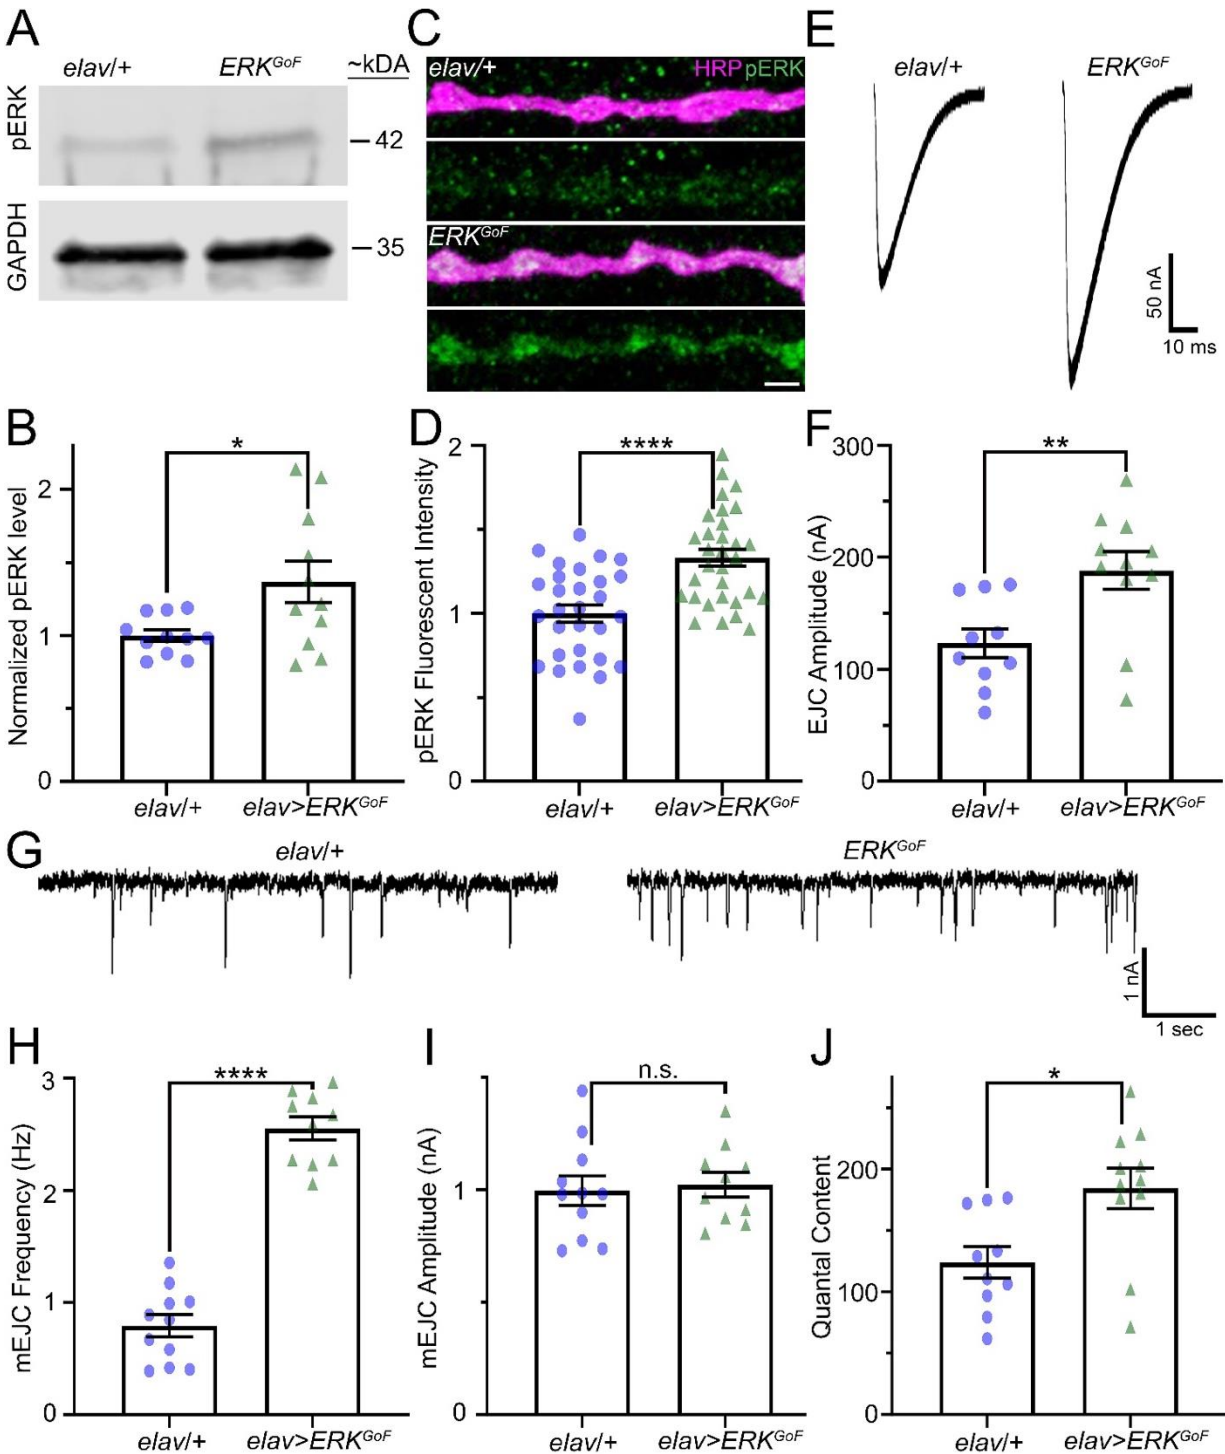 A
elav/+
ERK^GoF
~kDA
pERK
42
GAPDH
35
C
elav/+
HRP pERK
ERK^GoF
E
elav/+
ERK^GoF
50 nA
10 ms
B
Normalized pERK level
2
1
0
*
elav/+
elav>ERK^GoF
D
pERK Fluorescent Intensity
2
1
0
****
elav/+
elav>ERK^GoF
F
EJC Amplitude (nA)
300
200
100
0
**
elav/+
elav>ERK^GoF
G
elav/+
ERK^GoF
1 nA
1 sec
H
mEJC Frequency (Hz)
3
2
1
0
****
elav/+
elav>ERK^GoF
I
mEJC Amplitude (nA)
1
0
n.s.
elav/+
elav>ERK^GoF
J
Quantal Content
200
100
0
*
elav/+
elav>ERK^GoF